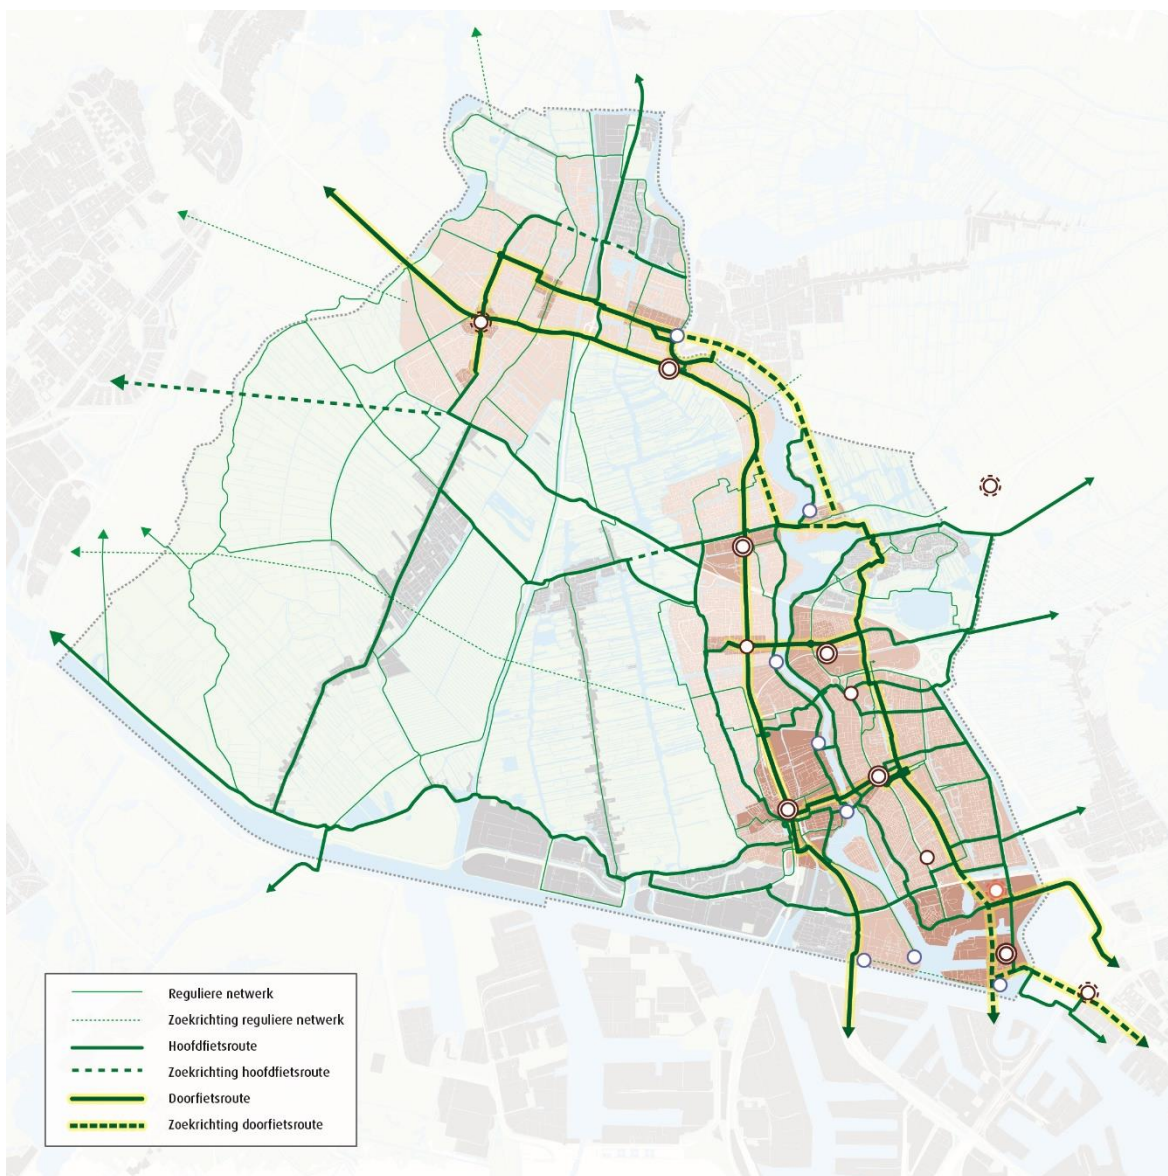 Reguliere netwerk
Zoekrichting reguliere netwerk
Hoofdfietsroute
Zoekrichting hoofdfietsroute
Doorfietsroute
Zoekrichting doorfietsroute